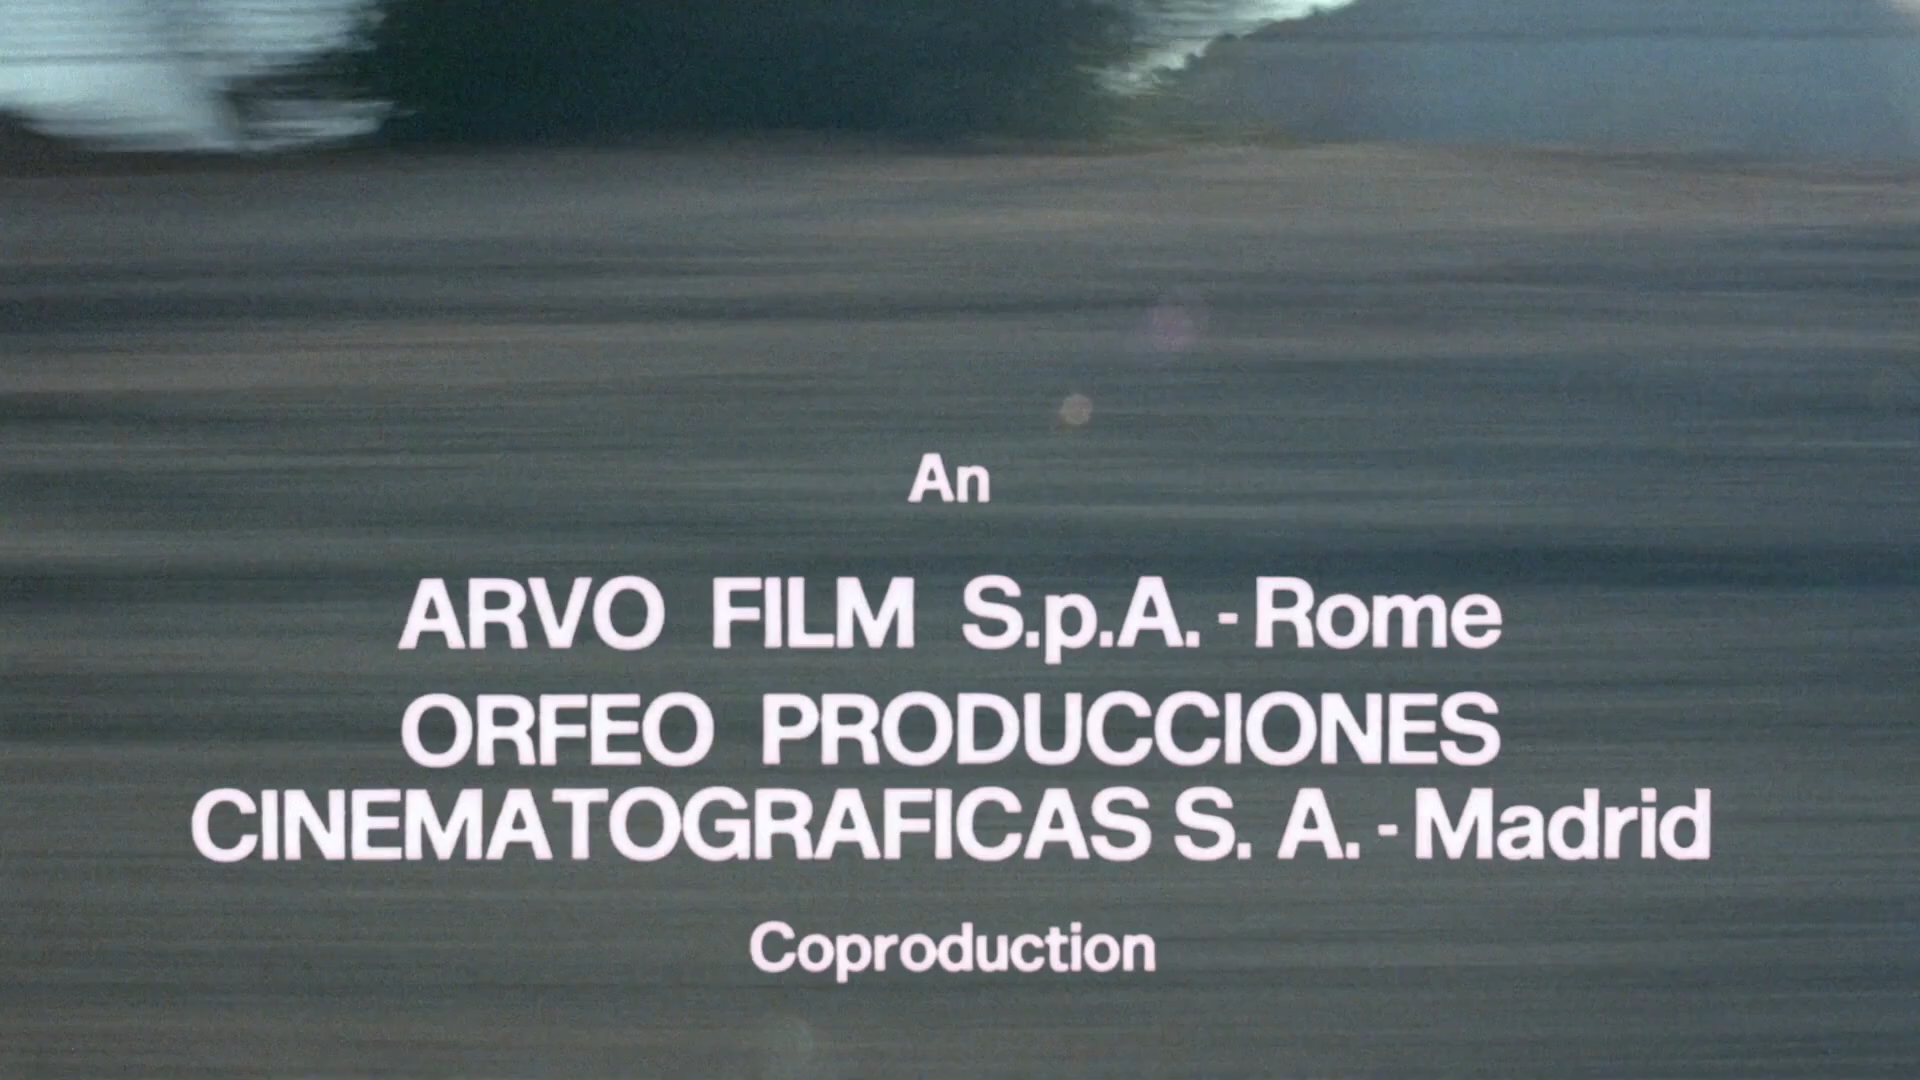 An
ARVO FILM S.p.A. - Rome
ORFEO PRODUCCIONES
CINEMATOGRAFICAS S. A. - Madrid
Coproduction